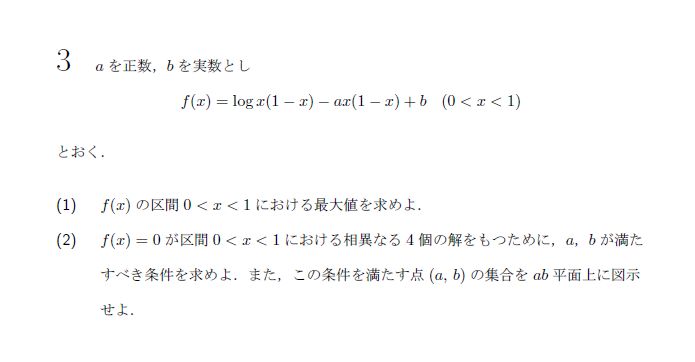 3 aを正数，bを実数とし
f(x) = log x(1 − x) − ax(1 − x) + b (0 < x < 1)
とおく．
(1) f(x) の区間 0 < x < 1 における最大値を求めよ．
(2) f(x) = 0 が区間 0 < x < 1 における相異なる 4 個の解をもつために，a，b が満た
すべき条件を求めよ．また，この条件を満たす点 (a, b) の集合を ab 平面上に図示
せよ．